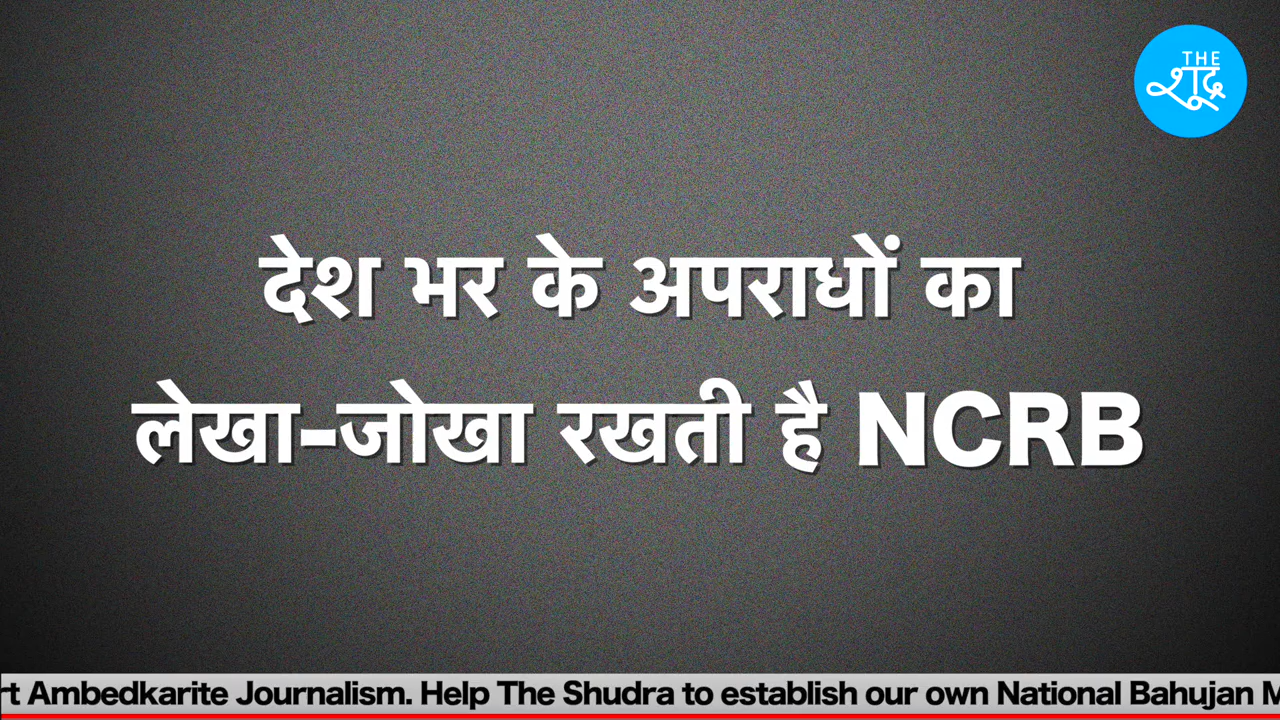 THE
शूद्र
देश भर के अपराधों का
लेखा-जोखा रखती है NCRB
Ambedkarite Journalism. Help The Shudra to establish our own National Bahujan